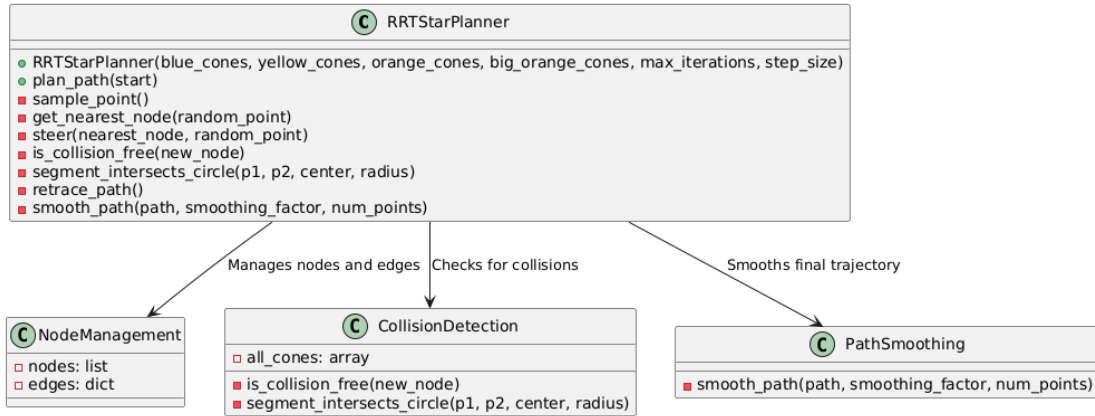 C RRTStarPlanner
RRTStarPlanner(blue_cones, yellow_cones, orange_cones, big_orange_cones, max_iterations, step_size)
plan_path(start)
sample_point()
get_nearest_node(random_point)
steer(nearest_node, random_point)
is_collision_free(new_node)
segment_intersects_circle(p1, p2, center, radius)
retrace_path()
smooth_path(path, smoothing_factor, num_points)
Manages nodes and edges
Checks for collisions
Smooths final trajectory
C NodeManagement
nodes: list
edges: dict
C CollisionDetection
all_cones: array
is_collision_free(new_node)
segment_intersects_circle(p1, p2, center, radius)
C PathSmoothing
smooth_path(path, smoothing_factor, num_points)